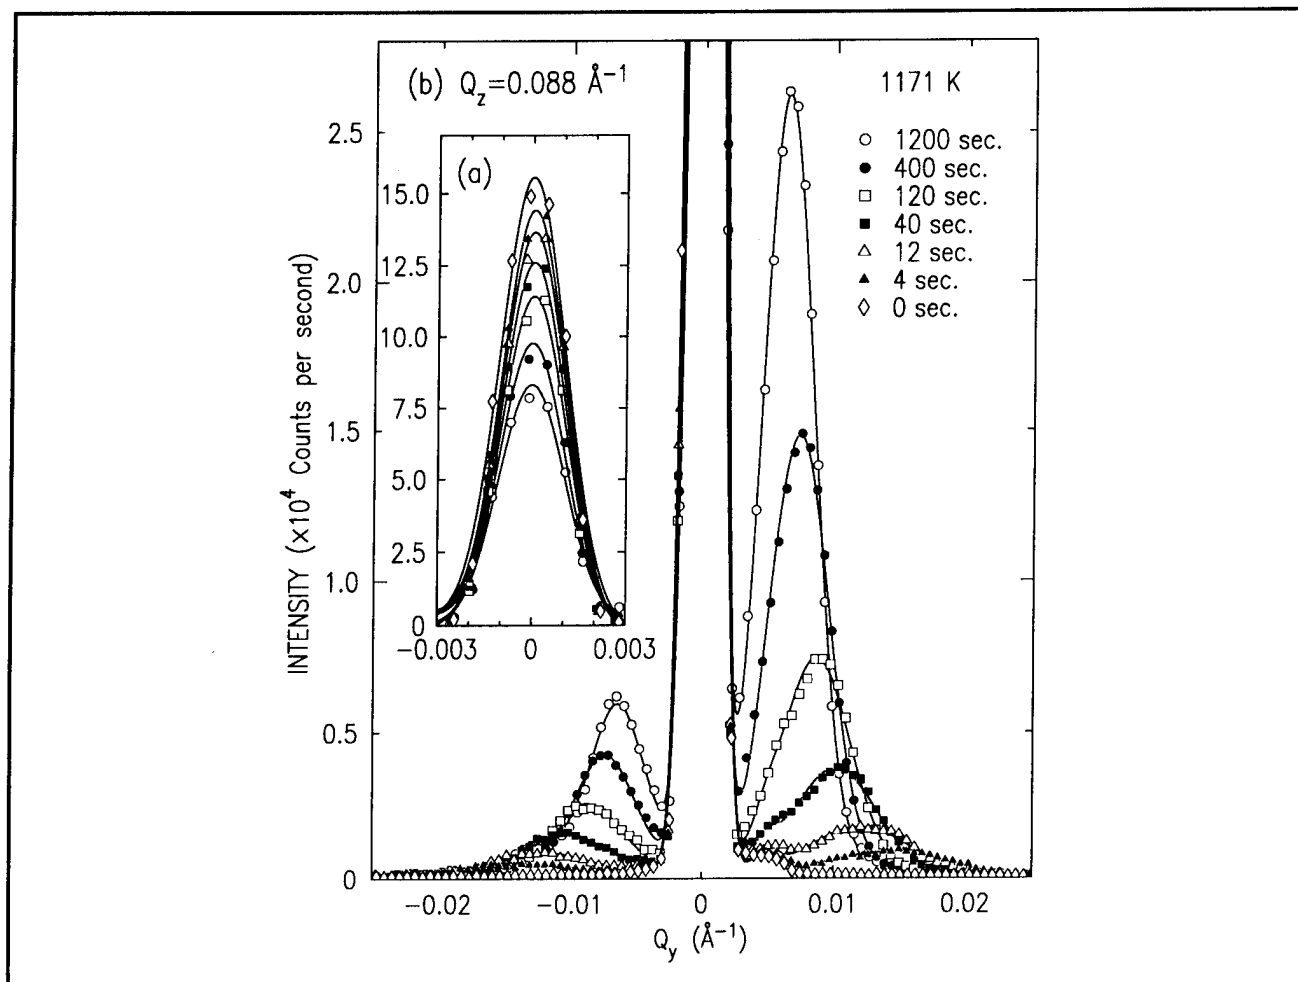 (b) Q_z=0.088 Å⁻¹
1171 K
1200 sec.
400 sec.
120 sec.
40 sec.
12 sec.
4 sec.
0 sec.
(a)
15.0
12.5
10.0
7.5
5.0
2.5
0
−0.003 0 0.003
INTENSITY (×10⁴ Counts per second)
2.5
2.0
1.5
1.0
0.5
0
−0.02 −0.01 0 0.01 0.02
Q_y (Å⁻¹)